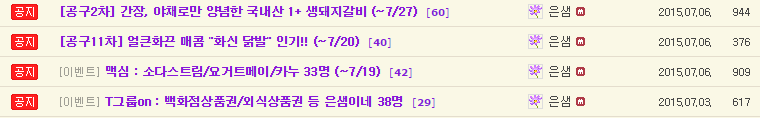 공지 [공구2차] 간장, 야채로만 양념한 국내산 1+ 생돼지갈비 (~7/27) [60] 은샘 2015,07,06, 944
공지 [공구11차] 얼큰화끈 매콤 "화신 닭발" 인기!! (~7/20) [40] 은샘 2015,07,06, 376
공지 [이벤트] 맥심 : 소다스트림/요거트메이/카누 33명 (~7/19) [42] 은샘 2015,07,06, 909
공지 [이벤트] T그룹on : 백화점상품권/외식상품권 등 은샘이네 38명 [29] 은샘 2015,07,03, 617